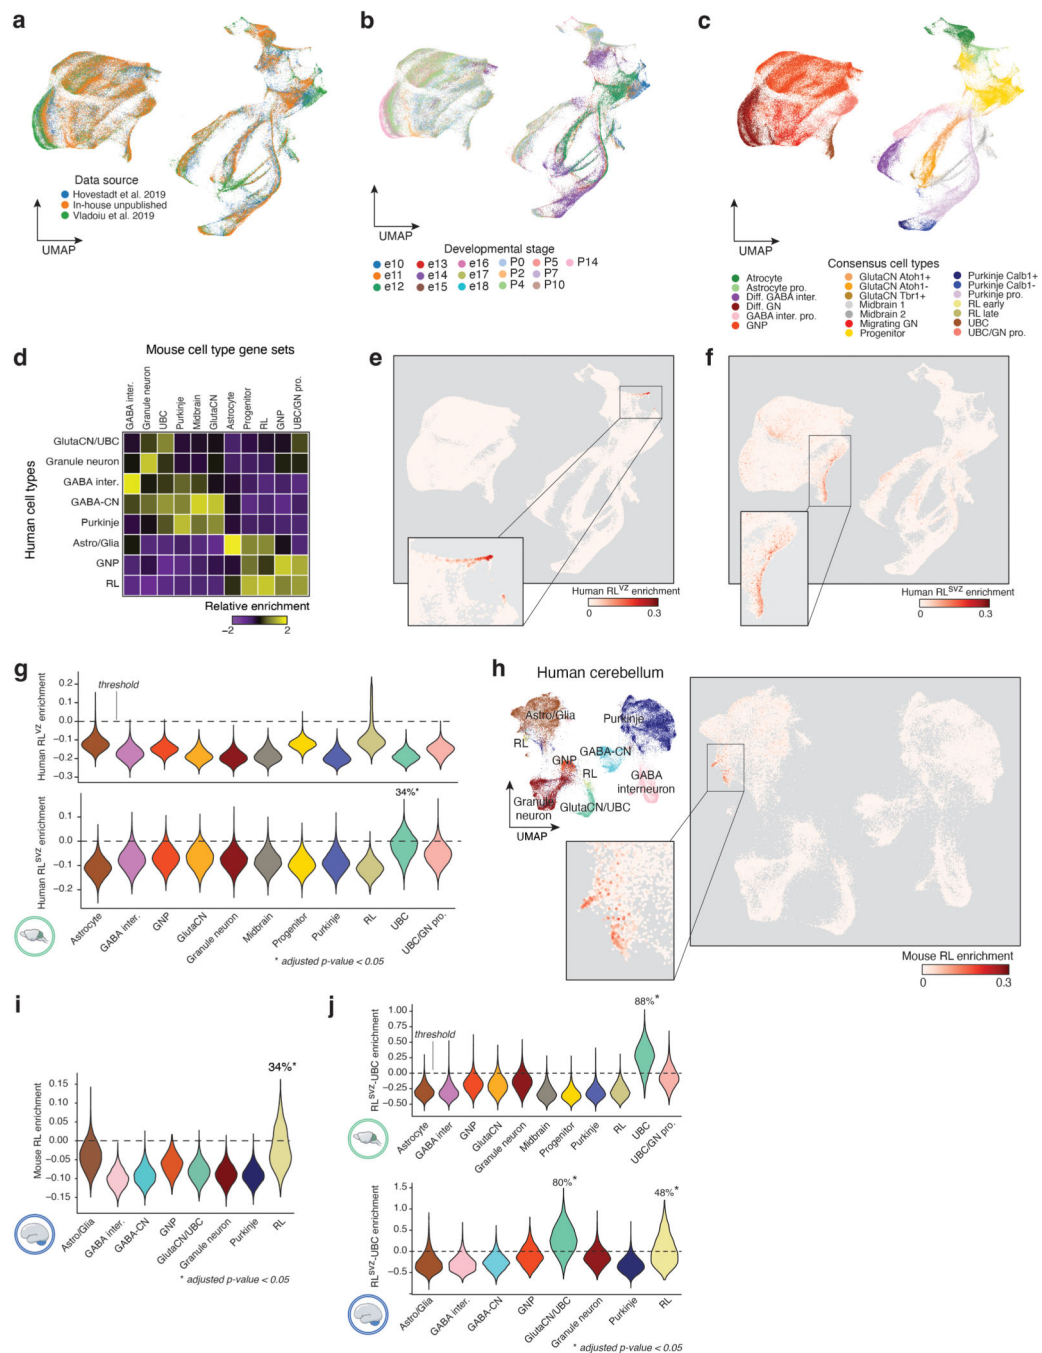 a
Data source
Hovestadt et al. 2019
In-house unpublished
Vladoiu et al. 2019
UMAP
b
UMAP
Developmental stage
e10 e13 e16 P0 P5 P14
e11 e14 e17 P2 P7
e12 e15 e18 P4 P10
c
UMAP
Consensus cell types
Atrocyte
Astrocyte pro.
Diff. GABA inter.
Diff. GN
GABA inter. pro.
GNP
GlutaCN Atoh1+
GlutaCN Atoh1-
GlutaCN Tbr1+
Midbrain 1
Midbrain 2
Migrating GN
Progenitor
Purkinje Calb1+
Purkinje Calb1-
Purkinje pro.
RL early
RL late
UBC
UBC/GN pro.
d
Mouse cell type gene sets
GABA inter.
Granule neuron
UBC
Purkinje
Midbrain
GlutaCN
Astrocyte
Progenitor
RL
GNP
UBC/GN pro.
Human cell types
GlutaCN/UBC
Granule neuron
GABA inter.
GABA-CN
Purkinje
Astro/Glia
GNP
RL
Relative enrichment
−2 2
e
Human RL^VZ enrichment
0 0.3
f
Human RL^SVZ enrichment
0 0.3
g
Human RL^VZ enrichment
0.2
0.1
0.0
−0.1
−0.2
−0.3
threshold
Human RL^SVZ enrichment
0.1
0.0
−0.1
−0.2
34%*
Astrocyte
GABA inter.
GNP
GlutaCN
Granule neuron
Midbrain
Progenitor
Purkinje
RL
UBC
UBC/GN pro.
* adjusted p-value < 0.05
h
Human cerebellum
Astro/Glia
Purkinje
RL
GNP
GABA-CN
RL
GABA
interneuron
Granule
neuron
GlutaCN/UBC
UMAP
Mouse RL enrichment
0 0.3
i
Mouse RL enrichment
0.15
0.10
0.05
0.00
−0.05
−0.10
−0.15
34%*
Astro/Glia
GABA inter.
GABA-CN
GNP
GlutaCN/UBC
Granule neuron
Purkinje
RL
* adjusted p-value < 0.05
j
RL^SVZ-UBC enrichment
1.00
0.75
0.50
0.25
0.00
−0.25
−0.50
threshold
88%*
Astrocyte
GABA inter
GNP
GlutaCN
Granule neuron
Midbrain
Progenitor
Purkinje
RL
UBC
UBC/GN pro.
RL^SVZ-UBC enrichment
1.5
1.0
0.5
0.0
−0.5
80%*
48%*
Astro/Glia
GABA inter.
GABA-CN
GNP
GlutaCN/UBC
Granule neuron
Purkinje
RL
* adjusted p-value < 0.05